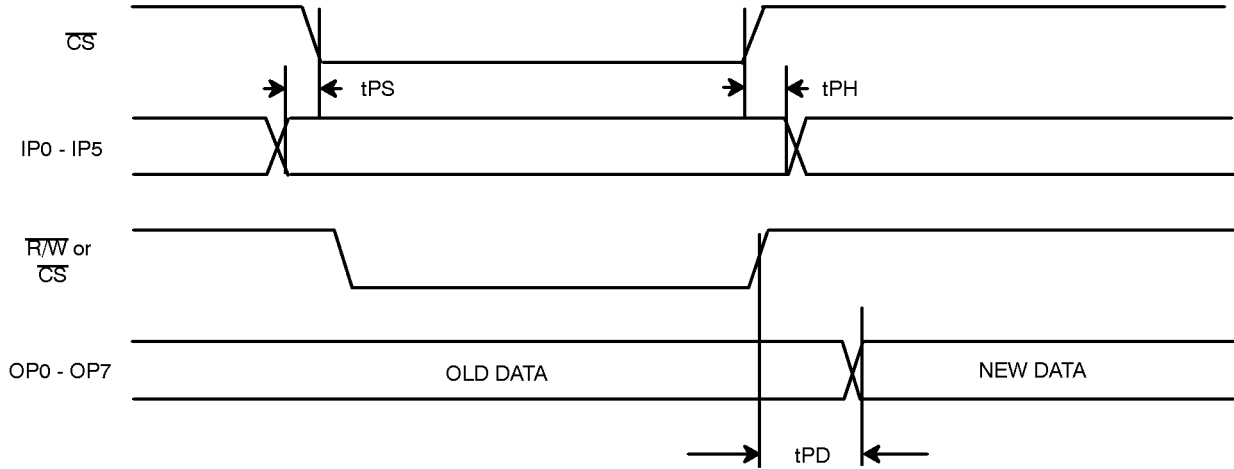 CS
tPS
tPH
IP0 - IP5
R/W or
CS
OP0 - OP7
OLD DATA
NEW DATA
tPD